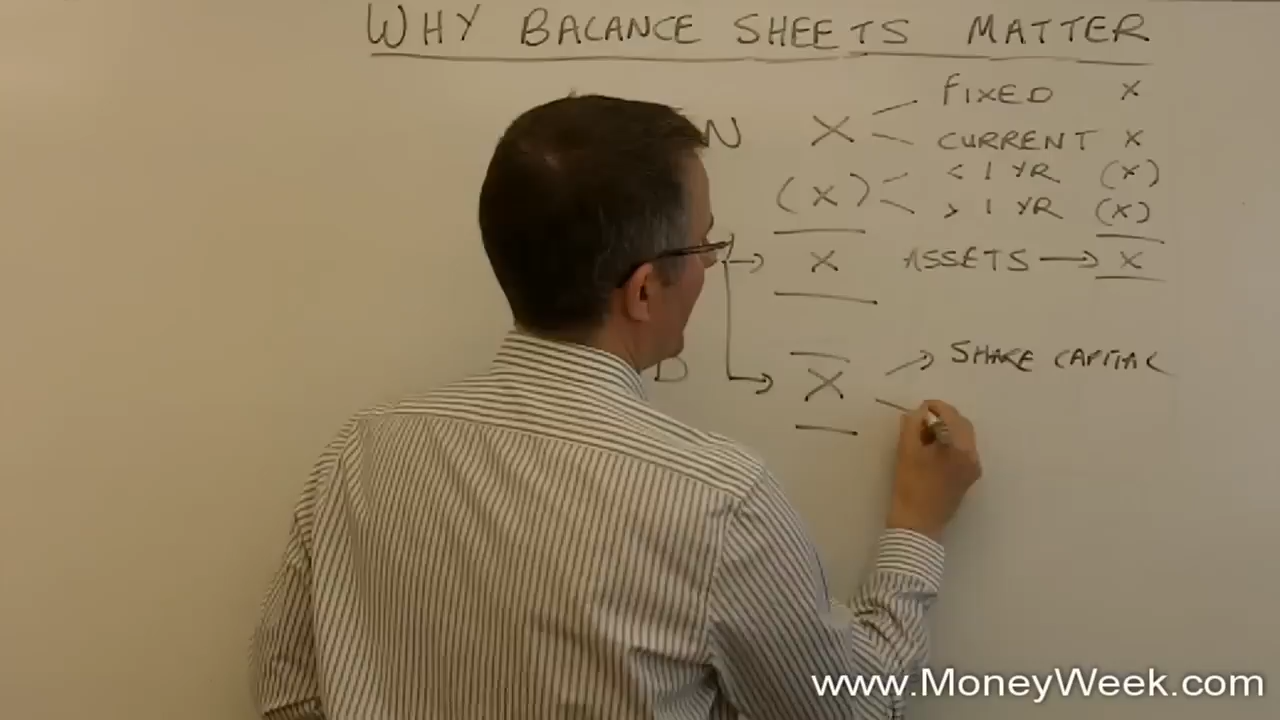 WHY BALANCE SHEETS MATTER
FIXED X
N X CURRENT X
< 1 YR (X)
(X)
> 1 YR (X)
X ASSETS → X
SHARE CAPITAL
D X
www.MoneyWeek.com